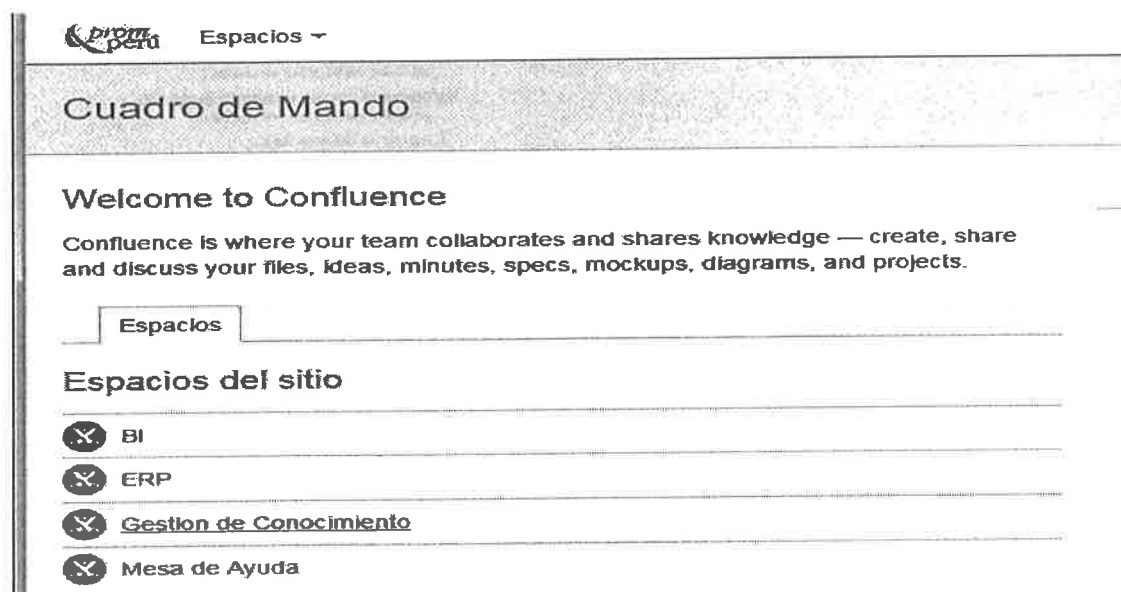 prom perú
Espacios
Cuadro de Mando
Welcome to Confluence
Confluence is where your team collaborates and shares knowledge — create, share
and discuss your files, ideas, minutes, specs, mockups, diagrams, and projects.
Espacios
Espacios del sitio
BI
ERP
Gestion de Conocimiento
Mesa de Ayuda